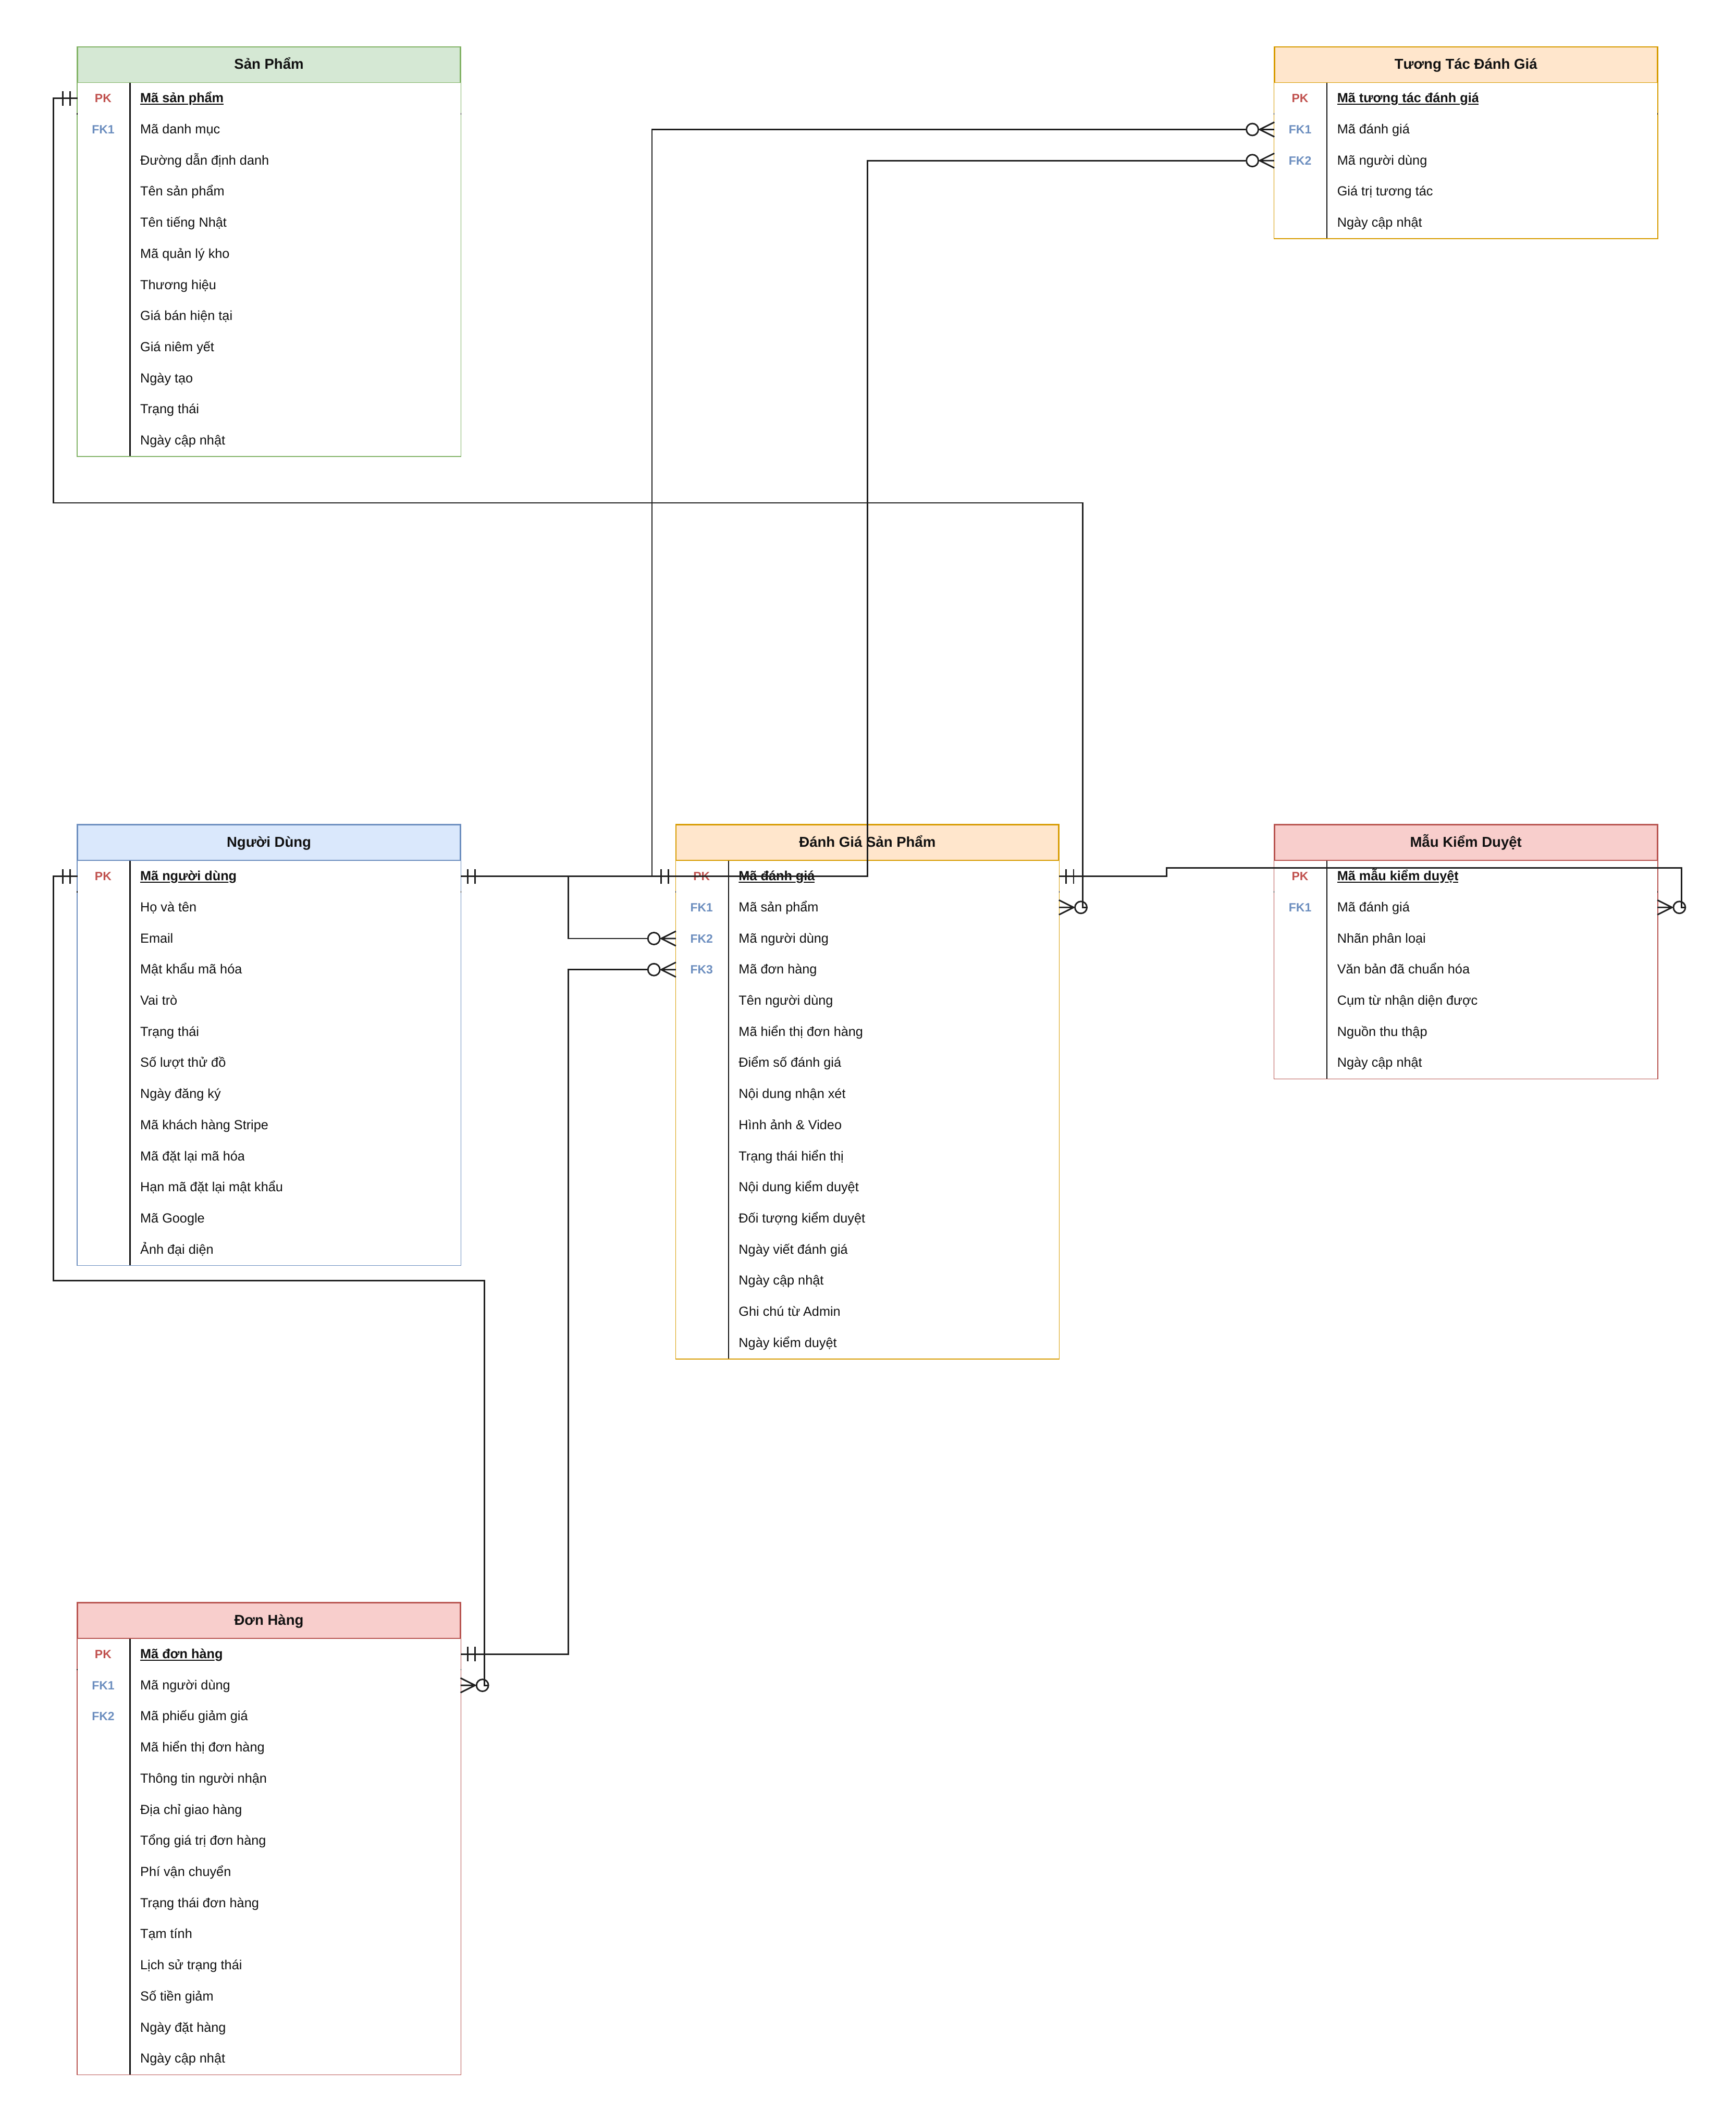 Sản Phẩm
PK Mã sản phẩm
FK1 Mã danh mục
Đường dẫn định danh
Tên sản phẩm
Tên tiếng Nhật
Mã quản lý kho
Thương hiệu
Giá bán hiện tại
Giá niêm yết
Ngày tạo
Trạng thái
Ngày cập nhật
Tương Tác Đánh Giá
PK Mã tương tác đánh giá
FK1 Mã đánh giá
FK2 Mã người dùng
Giá trị tương tác
Ngày cập nhật
Người Dùng
PK Mã người dùng
Họ và tên
Email
Mật khẩu mã hóa
Vai trò
Trạng thái
Số lượt thử đồ
Ngày đăng ký
Mã khách hàng Stripe
Mã đặt lại mã hóa
Hạn mã đặt lại mật khẩu
Mã Google
Ảnh đại diện
Đánh Giá Sản Phẩm
PK Mã đánh giá
FK1 Mã sản phẩm
FK2 Mã người dùng
FK3 Mã đơn hàng
Tên người dùng
Mã hiển thị đơn hàng
Điểm số đánh giá
Nội dung nhận xét
Hình ảnh & Video
Trạng thái hiển thị
Nội dung kiểm duyệt
Đối tượng kiểm duyệt
Ngày viết đánh giá
Ngày cập nhật
Ghi chú từ Admin
Ngày kiểm duyệt
Mẫu Kiểm Duyệt
PK Mã mẫu kiểm duyệt
FK1 Mã đánh giá
Nhãn phân loại
Văn bản đã chuẩn hóa
Cụm từ nhận diện được
Nguồn thu thập
Ngày cập nhật
Đơn Hàng
PK Mã đơn hàng
FK1 Mã người dùng
FK2 Mã phiếu giảm giá
Mã hiển thị đơn hàng
Thông tin người nhận
Địa chỉ giao hàng
Tổng giá trị đơn hàng
Phí vận chuyển
Trạng thái đơn hàng
Tạm tính
Lịch sử trạng thái
Số tiền giảm
Ngày đặt hàng
Ngày cập nhật